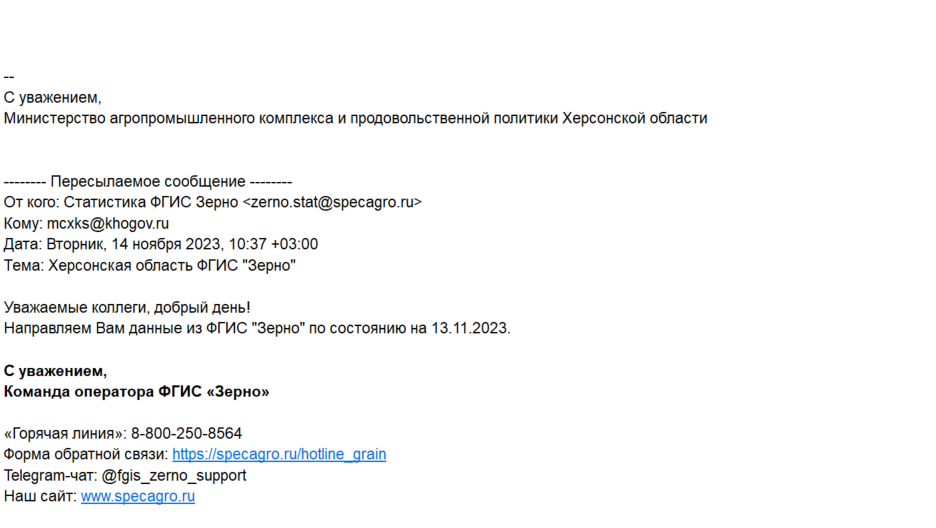 --
С уважением,
Министерство агропромышленного комплекса и продовольственной политики Херсонской области
-------- Пересылаемое сообщение --------
От кого: Статистика ФГИС Зерно <zerno.stat@specagro.ru>
Кому: mcxks@khogov.ru
Дата: Вторник, 14 ноября 2023, 10:37 +03:00
Тема: Херсонская область ФГИС "Зерно"
Уважаемые коллеги, добрый день!
Направляем Вам данные из ФГИС "Зерно" по состоянию на 13.11.2023.
С уважением,
Команда оператора ФГИС «Зерно»
«Горячая линия»: 8-800-250-8564
Форма обратной связи: https://specagro.ru/hotline_grain
Telegram-чат: @fgis_zerno_support
Наш сайт: www.specagro.ru